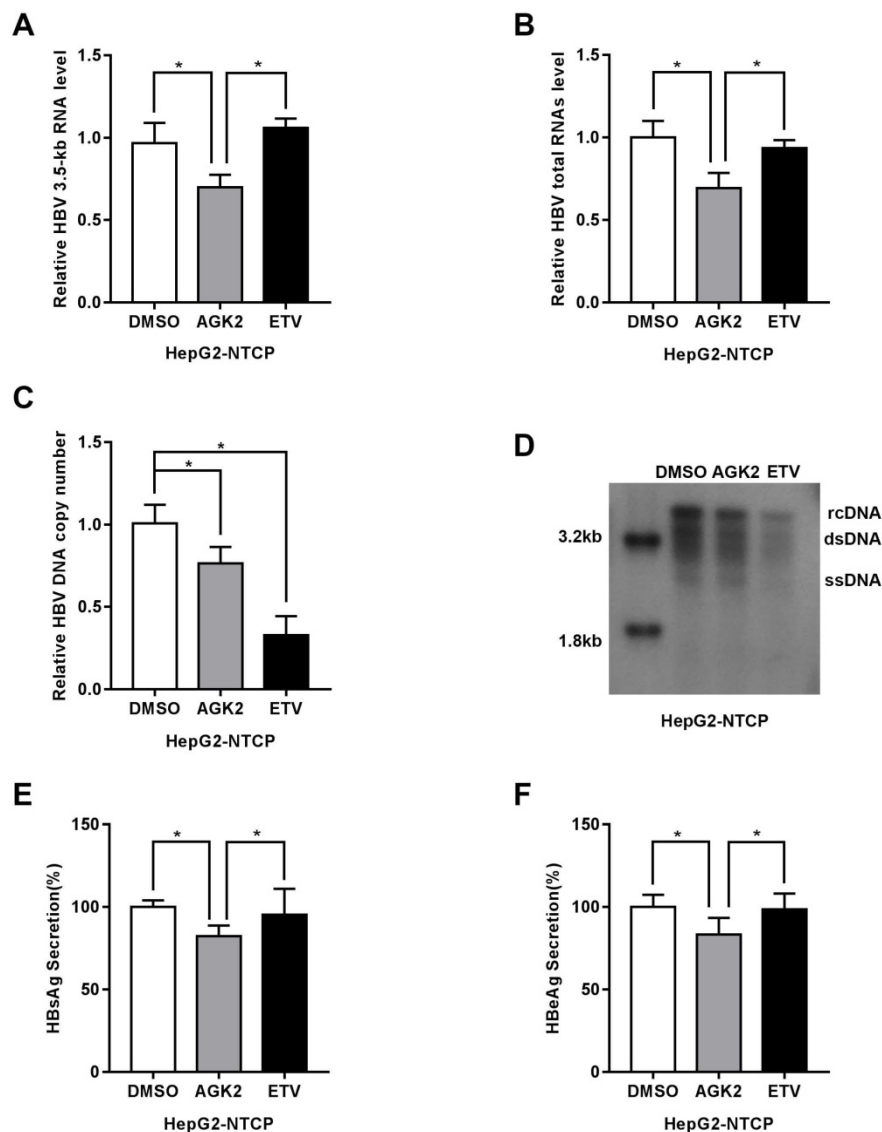 A
Relative HBV 3.5-kb RNA level
1.5
1.0
0.5
0.0
* *
DMSO AGK2 ETV
HepG2-NTCP
B
Relative HBV total RNAs level
1.5
1.0
0.5
0.0
* *
DMSO AGK2 ETV
HepG2-NTCP
C
Relative HBV DNA copy number
1.5
1.0
0.5
0.0
*
*
DMSO AGK2 ETV
HepG2-NTCP
D
DMSO AGK2 ETV
rcDNA
3.2kb dsDNA
ssDNA
1.8kb
HepG2-NTCP
E
HBsAg Secretion(%)
150
100
50
0
* *
DMSO AGK2 ETV
HepG2-NTCP
F
HBeAg Secretion(%)
150
100
50
0
* *
DMSO AGK2 ETV
HepG2-NTCP